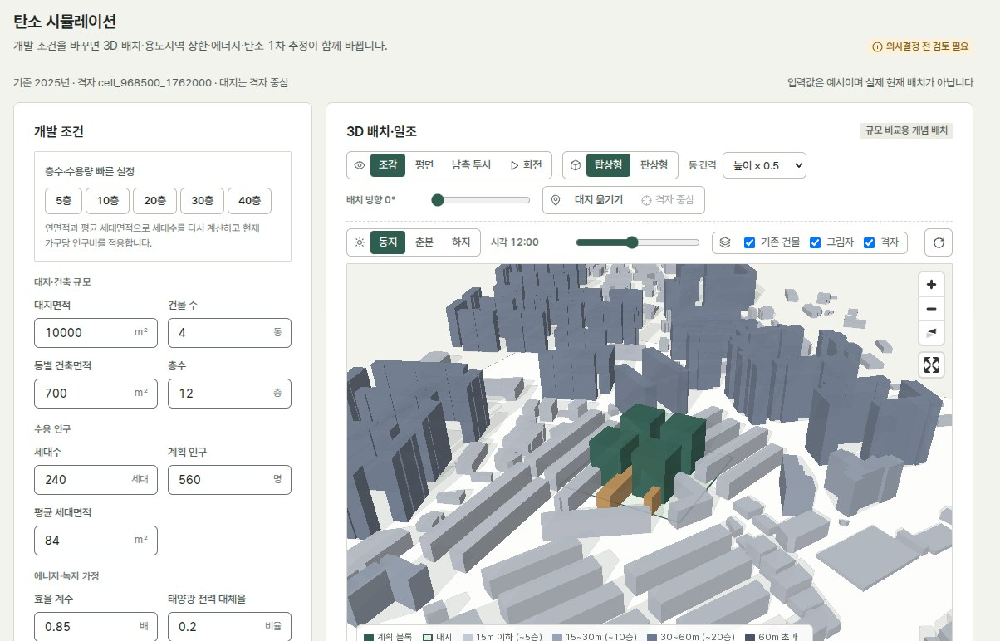 탄소 시뮬레이션
개발 조건을 바꾸면 3D 배치·용도지역 상한·에너지·탄소 1차 추정이 함께 바뀝니다.
의사결정 전 검토 필요
기준 2025년 · 격자 cell_968500_1762000 · 대지는 격자 중심
입력값은 예시이며 실제 현재 배치가 아닙니다
개발 조건
층수·수용량 빠른 설정
5층 10층 20층 30층 40층
연면적과 평균 세대면적으로 세대수를 다시 계산하고 현재
가구당 인구비를 적용합니다.
대지·건축 규모
대지면적 건물 수
10000 m² 4 동
동별 건축면적 층수
700 m² 12 층
수용 인구
세대수 계획 인구
240 세대 560 명
평균 세대면적
84 m²
에너지·녹지 가정
효율 계수 태양광 전력 대체율
0.85 배 0.2 비율
3D 배치·일조
규모 비교용 개념 배치
조감 평면 남측 투시 회전 탑상형 판상형 동 간격 높이 × 0.5
배치 방향 0° 대지 옮기기 격자 중심
동지 춘분 하지 시각 12:00 기존 건물 그림자 격자
계획 블록 대지 15m 이하 (~5층) 15~30m (~10층) 30~60m (~20층) 60m 초과